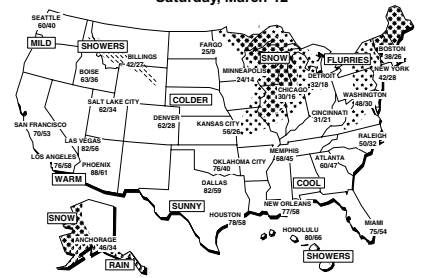 Saturday, March 12
SEATTLE
60/40
MILD
SHOWERS
BILLINGS
42/27
FARGO
25/9
SNOW
FLURRIES
BOSTON
38/26
NEW YORK
42/28
BOISE
63/36
MINNEAPOLIS
24/14
DETROIT
32/18
CHICAGO
30/16
WASHINGTON
48/30
SALT LAKE CITY
62/34
COLDER
DENVER
62/28
KANSAS CITY
56/26
CINCINNATI
31/21
SAN FRANCISCO
70/53
LAS VEGAS
82/56
RALEIGH
50/32
LOS ANGELES
76/58
PHOENIX
88/61
WARM
OKLAHOMA CITY
76/40
MEMPHIS
68/45
ATLANTA
60/47
DALLAS
82/59
COOL
SUNNY
NEW ORLEANS
77/58
HOUSTON
78/58
MIAMI
75/54
SNOW
ANCHORAGE
46/34
RAIN
HONOLULU
80/66
SHOWERS